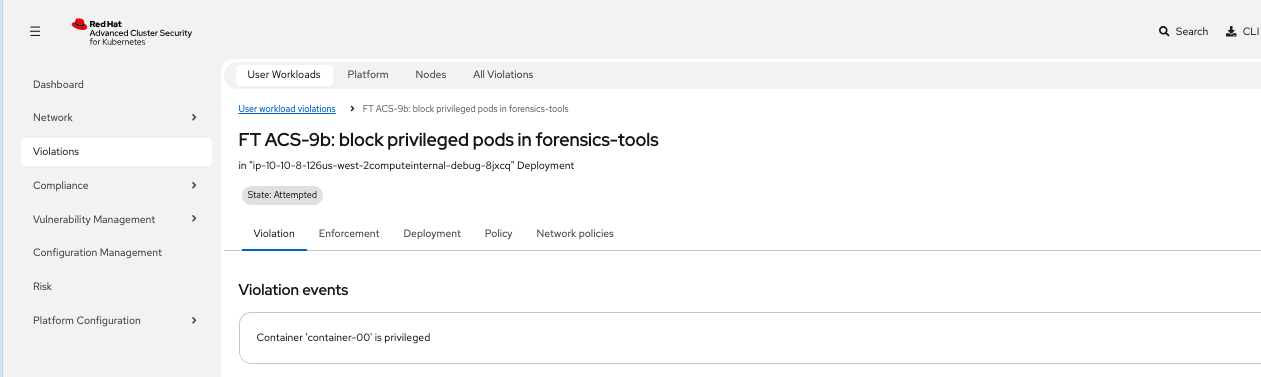 Red Hat
Advanced Cluster Security
for Kubernetes
Search
CLI
Dashboard
Network
Violations
Compliance
Vulnerability Management
Configuration Management
Risk
Platform Configuration
User Workloads
Platform
Nodes
All Violations
User workload violations
FT ACS-9b: block privileged pods in forensics-tools
FT ACS-9b: block privileged pods in forensics-tools
in "ip-10-10-8-126us-west-2computeinternal-debug-8jxcq" Deployment
State: Attempted
Violation
Enforcement
Deployment
Policy
Network policies
Violation events
Container 'container-00' is privileged